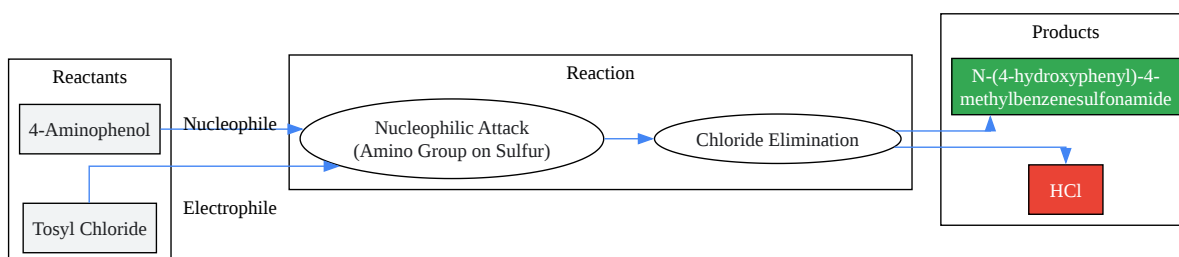 Reactants
4-Aminophenol
Tosyl Chloride
Nucleophile
Electrophile
Reaction
Nucleophilic Attack
(Amino Group on Sulfur)
Chloride Elimination
Products
N-(4-hydroxyphenyl)-4-
methylbenzenesulfonamide
HCl